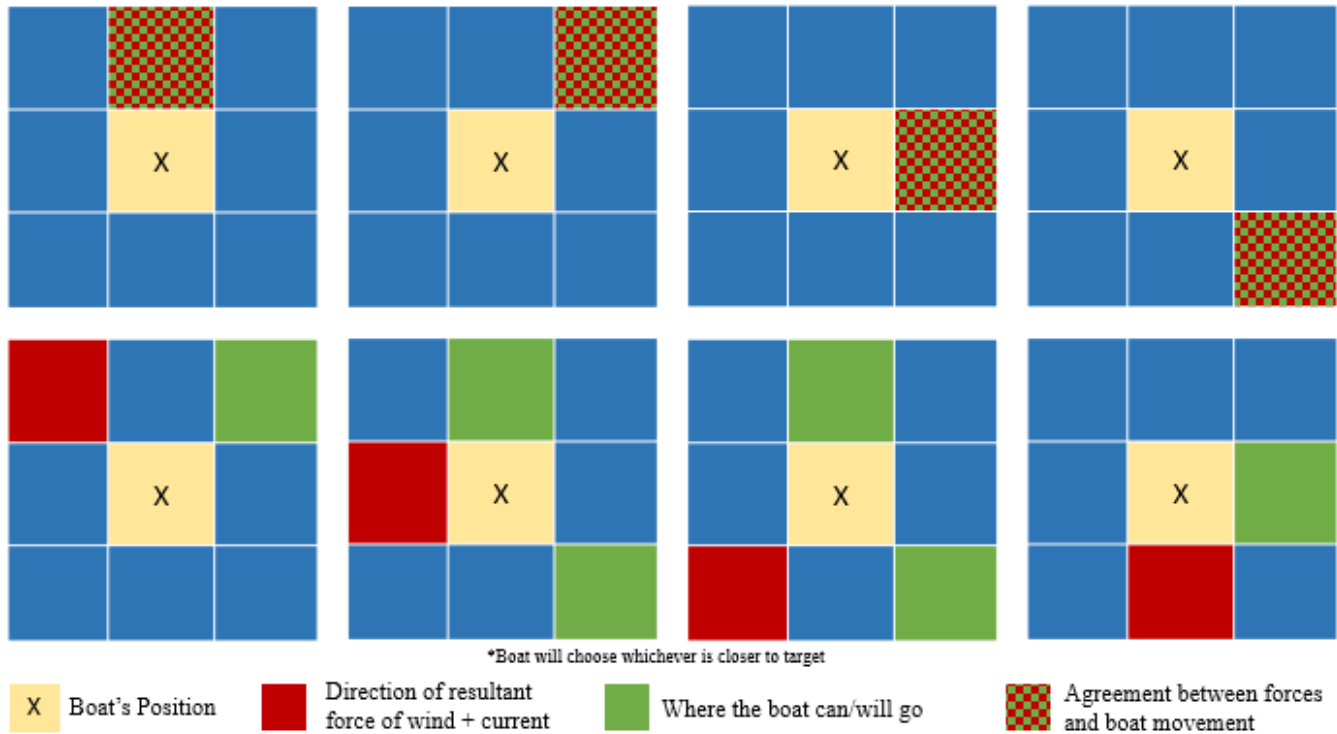 X
X
X
X
X
X
X
X
*Boat will choose whichever is closer to target
X
Boat's Position
Direction of resultant
force of wind + current
Where the boat can/will go
Agreement between forces
and boat movement